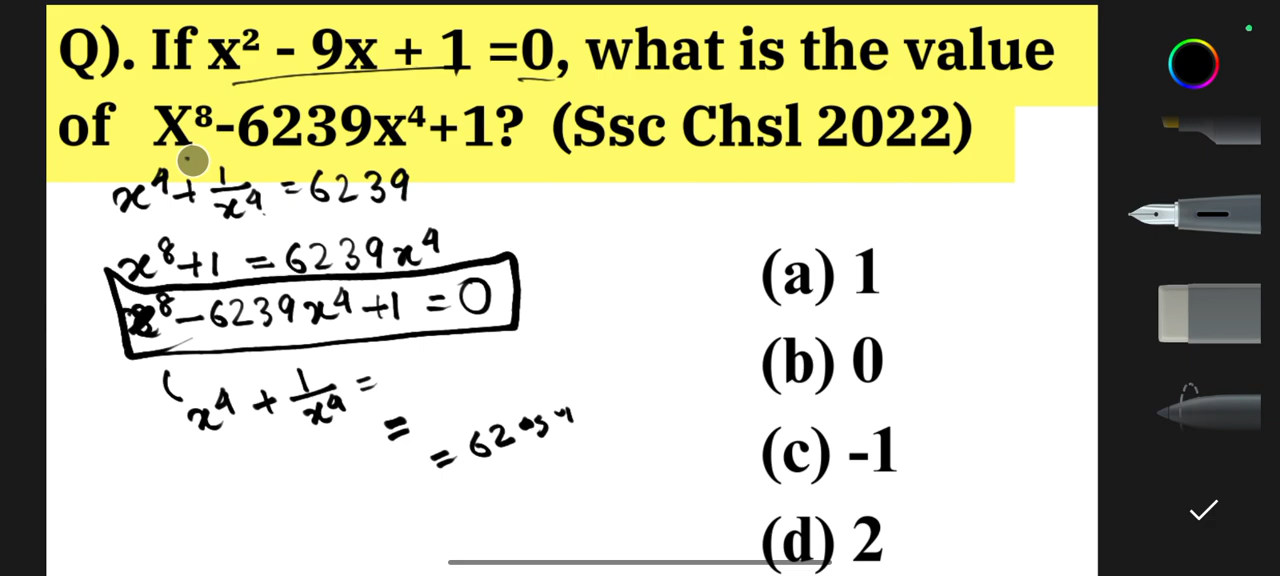 Q). If x² - 9x + 1 =0, what is the value
of X⁸-6239x⁴+1? (Ssc Chsl 2022)
x⁴ + 1/x⁴ = 6239
x⁸+1 = 6239x⁴
x⁸-6239x⁴+1 = 0
(x⁴ + 1/x⁴ =
=
= 62
(a) 1
(b) 0
(c) -1
(d) 2